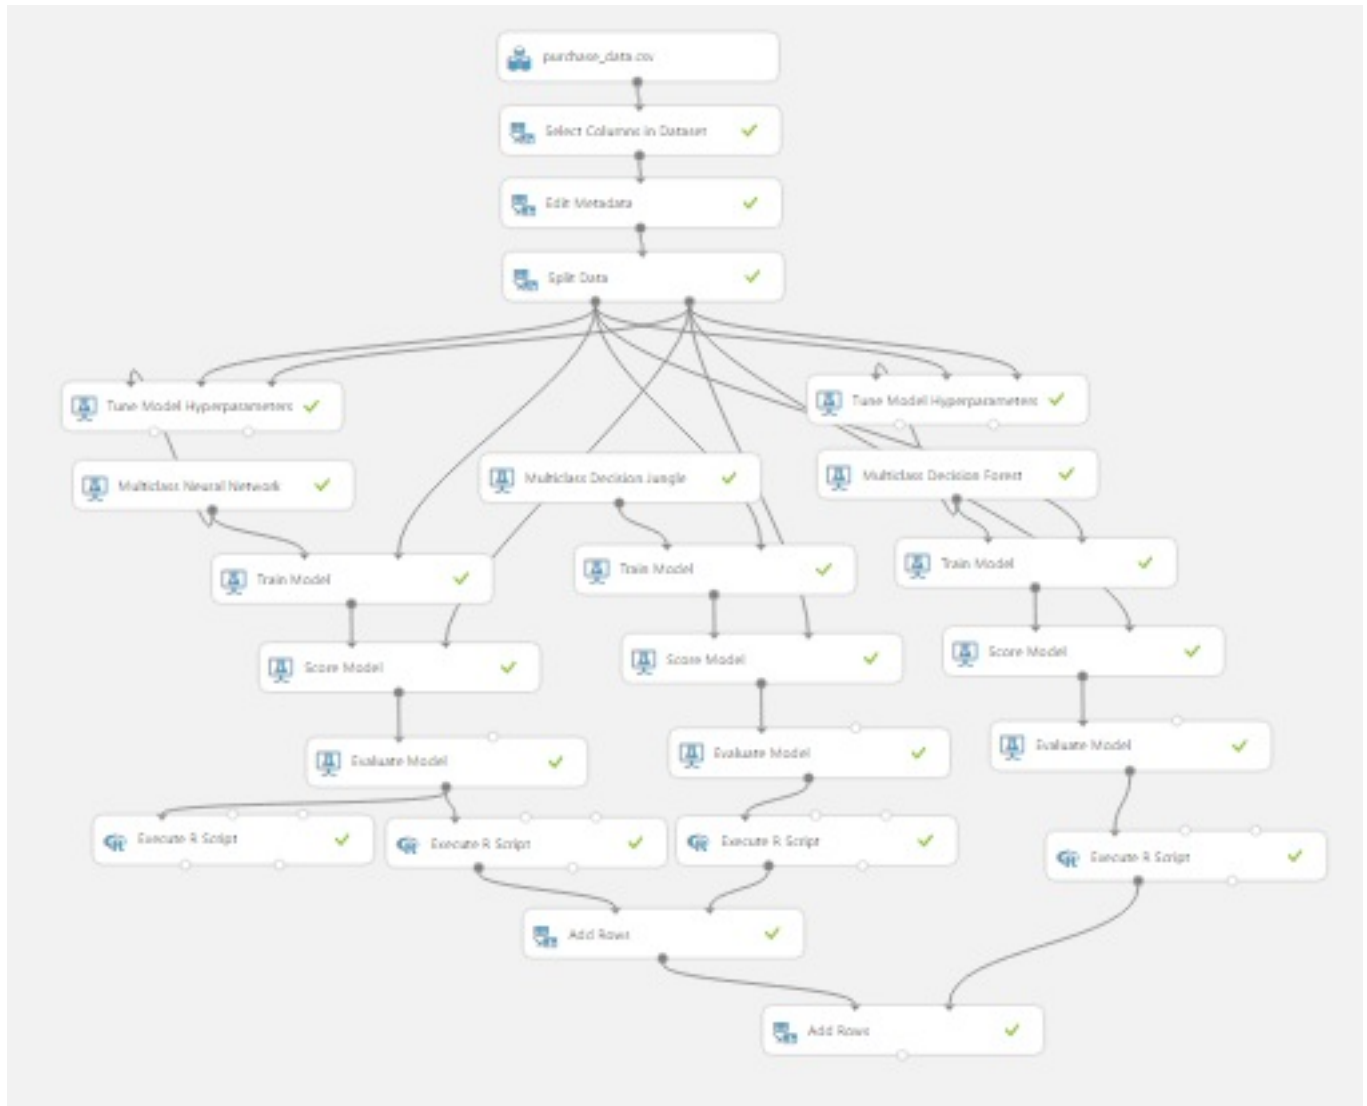 purchase_data.csv
Select Columns in Dataset
Edit Metadata
Split Data
Tune Model Hyperparameters
Tune Model Hyperparameters
Multiclass Neural Network
Multiclass Decision Jungle
Multiclass Decision Forest
Train Model
Train Model
Train Model
Score Model
Score Model
Score Model
Evaluate Model
Evaluate Model
Evaluate Model
Execute R Script
Execute R Script
Execute R Script
Execute R Script
Add Rows
Add Rows